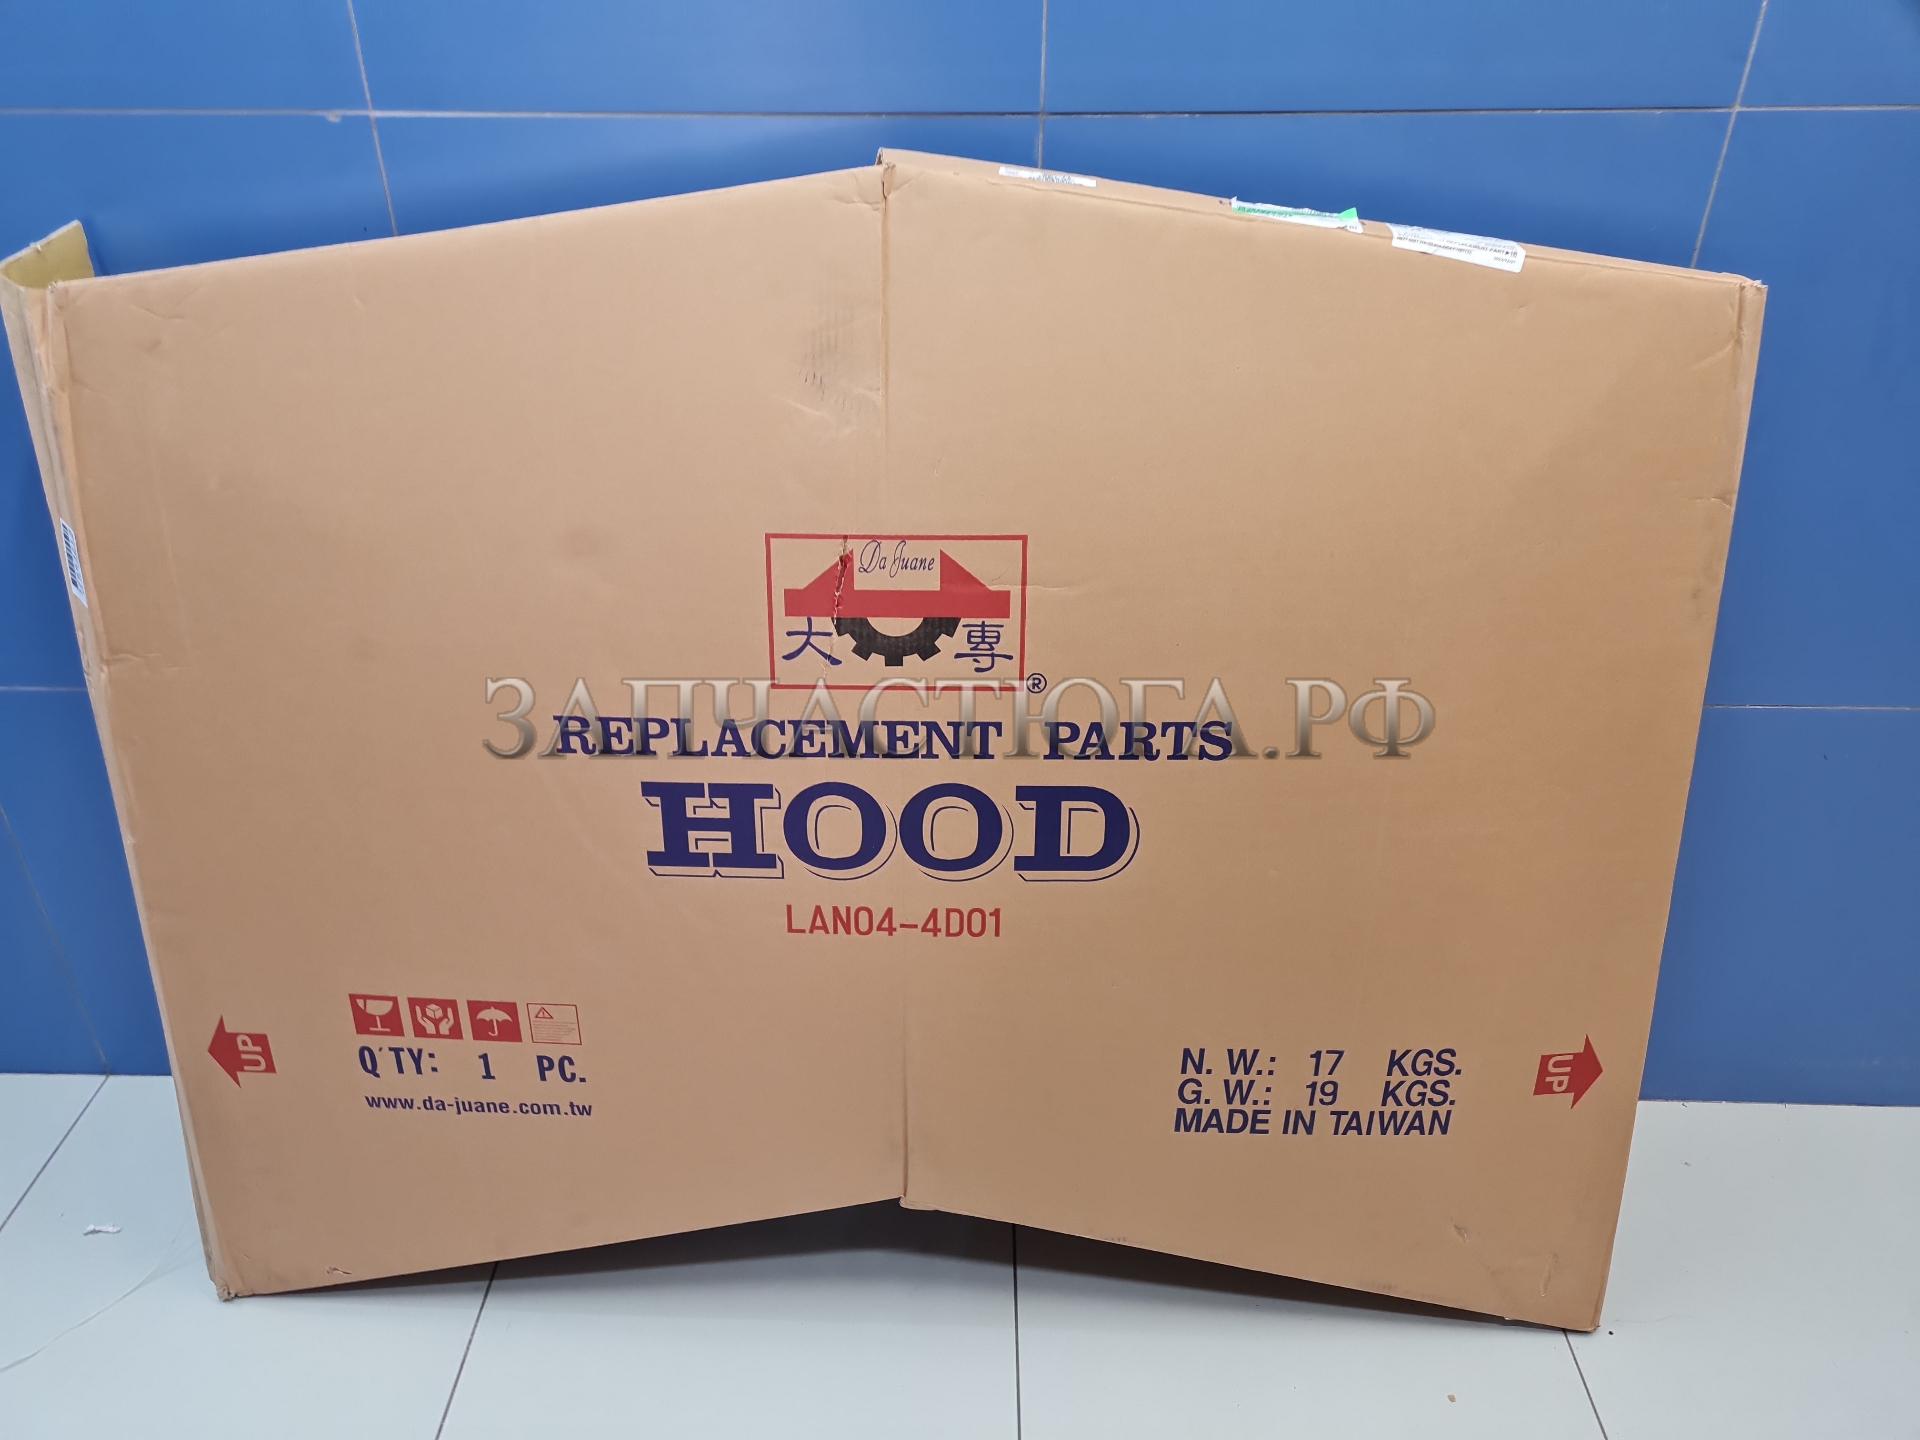 Da Juane
大 專
®
ЗАПЧАСТЮГА.РФ
REPLACEMENT PARTS
HOOD
LAN04-4D01
UP
Q'TY: 1 PC.
www.da-juane.com.tw
N. W.: 17 KGS.
G. W.: 19 KGS.
MADE IN TAIWAN
UP